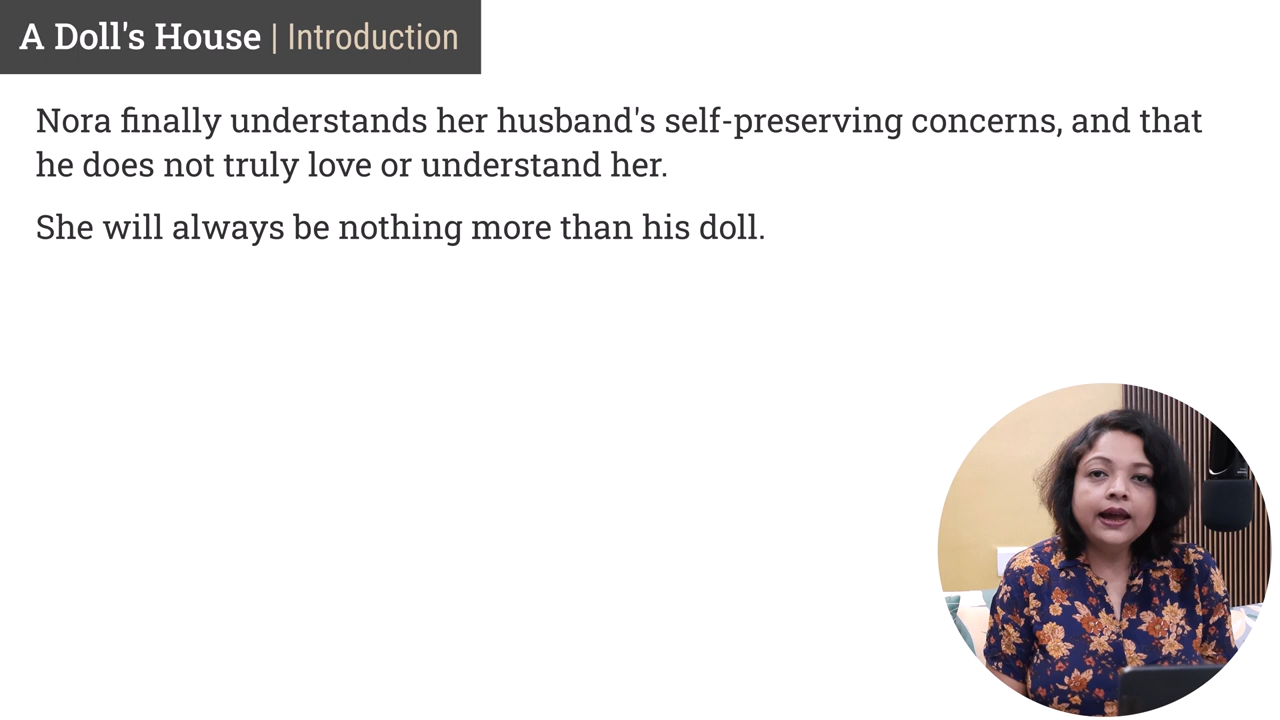 A Doll's House | Introduction
Nora finally understands her husband's self-preserving concerns, and that
he does not truly love or understand her.
She will always be nothing more than his doll.